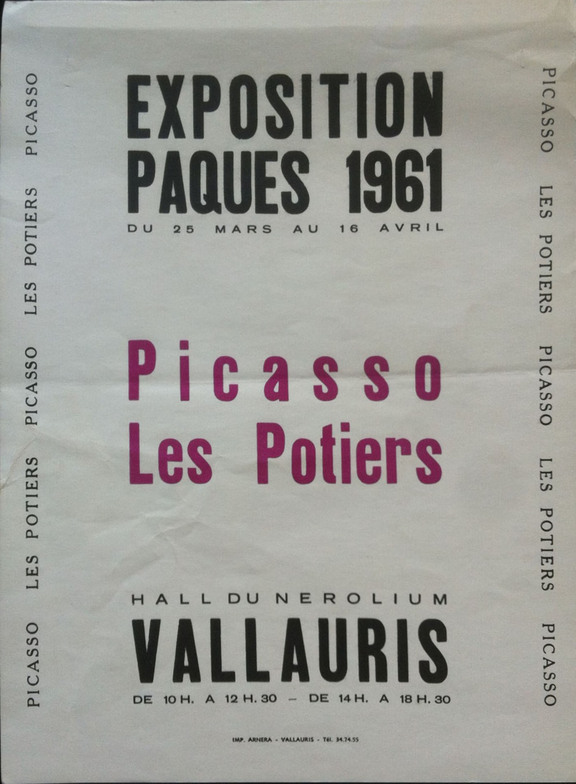 EXPOSITION
PAQUES 1961
DU 25 MARS AU 16 AVRIL
Picasso
Les Potiers
HALL DU NEROLIUM
VALLAURIS
DE 10 H. A 12 H. 30 — DE 14 H. A 18 H. 30
IMP. ARNERA - VALLAURIS - Tél. 34.74.55
PICASSO LES POTIERS PICASSO LES POTIERS PICASSO
PICASSO LES POTIERS PICASSO LES POTIERS PICASSO